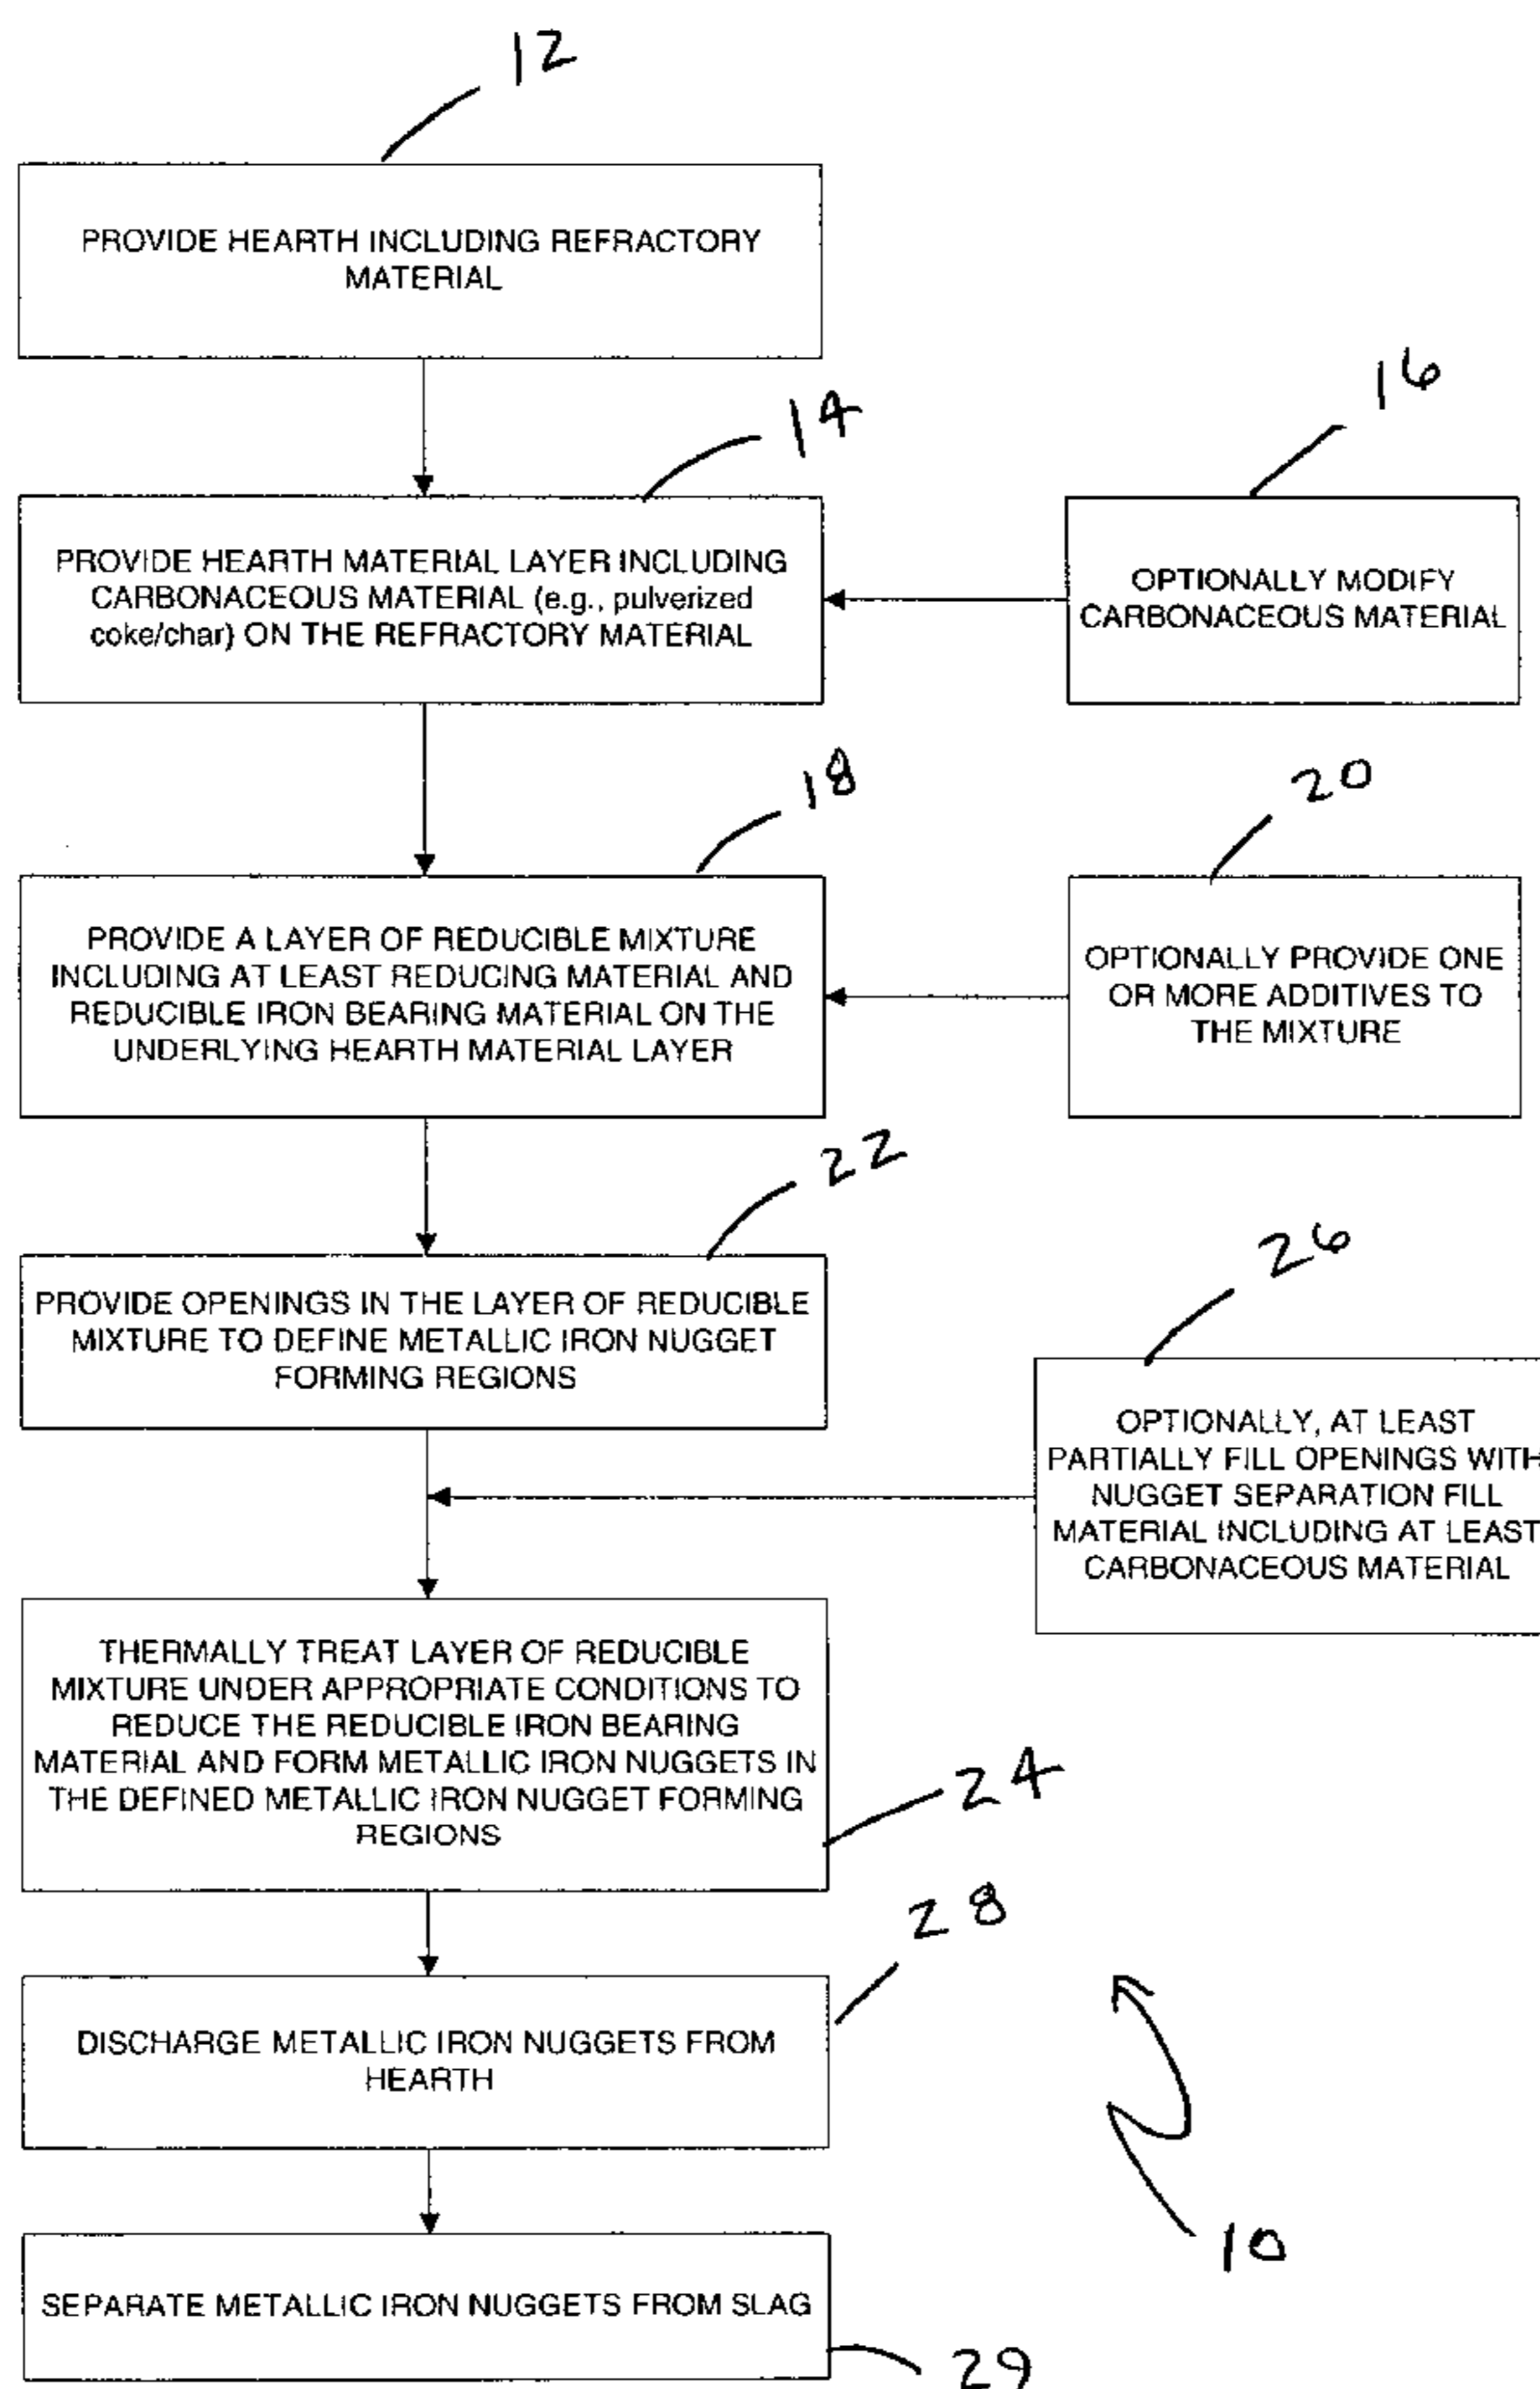 12
PROVIDE HEARTH INCLUDING REFRACTORY
MATERIAL
14
PROVIDE HEARTH MATERIAL LAYER INCLUDING
CARBONACEOUS MATERIAL (e.g., pulverized
coke/char) ON THE REFRACTORY MATERIAL
16
OPTIONALLY MODIFY
CARBONACEOUS MATERIAL
18
PROVIDE A LAYER OF REDUCIBLE MIXTURE
INCLUDING AT LEAST REDUCING MATERIAL AND
REDUCIBLE IRON BEARING MATERIAL ON THE
UNDERLYING HEARTH MATERIAL LAYER
20
OPTIONALLY PROVIDE ONE
OR MORE ADDITIVES TO
THE MIXTURE
22
PROVIDE OPENINGS IN THE LAYER OF REDUCIBLE
MIXTURE TO DEFINE METALLIC IRON NUGGET
FORMING REGIONS
26
OPTIONALLY, AT LEAST
PARTIALLY FILL OPENINGS WITH
NUGGET SEPARATION FILL
MATERIAL INCLUDING AT LEAST
CARBONACEOUS MATERIAL
THERMALLY TREAT LAYER OF REDUCIBLE
MIXTURE UNDER APPROPRIATE CONDITIONS TO
REDUCE THE REDUCIBLE IRON BEARING
MATERIAL AND FORM METALLIC IRON NUGGETS IN
THE DEFINED METALLIC IRON NUGGET FORMING
REGIONS
24
28
DISCHARGE METALLIC IRON NUGGETS FROM
HEARTH
10
SEPARATE METALLIC IRON NUGGETS FROM SLAG
29